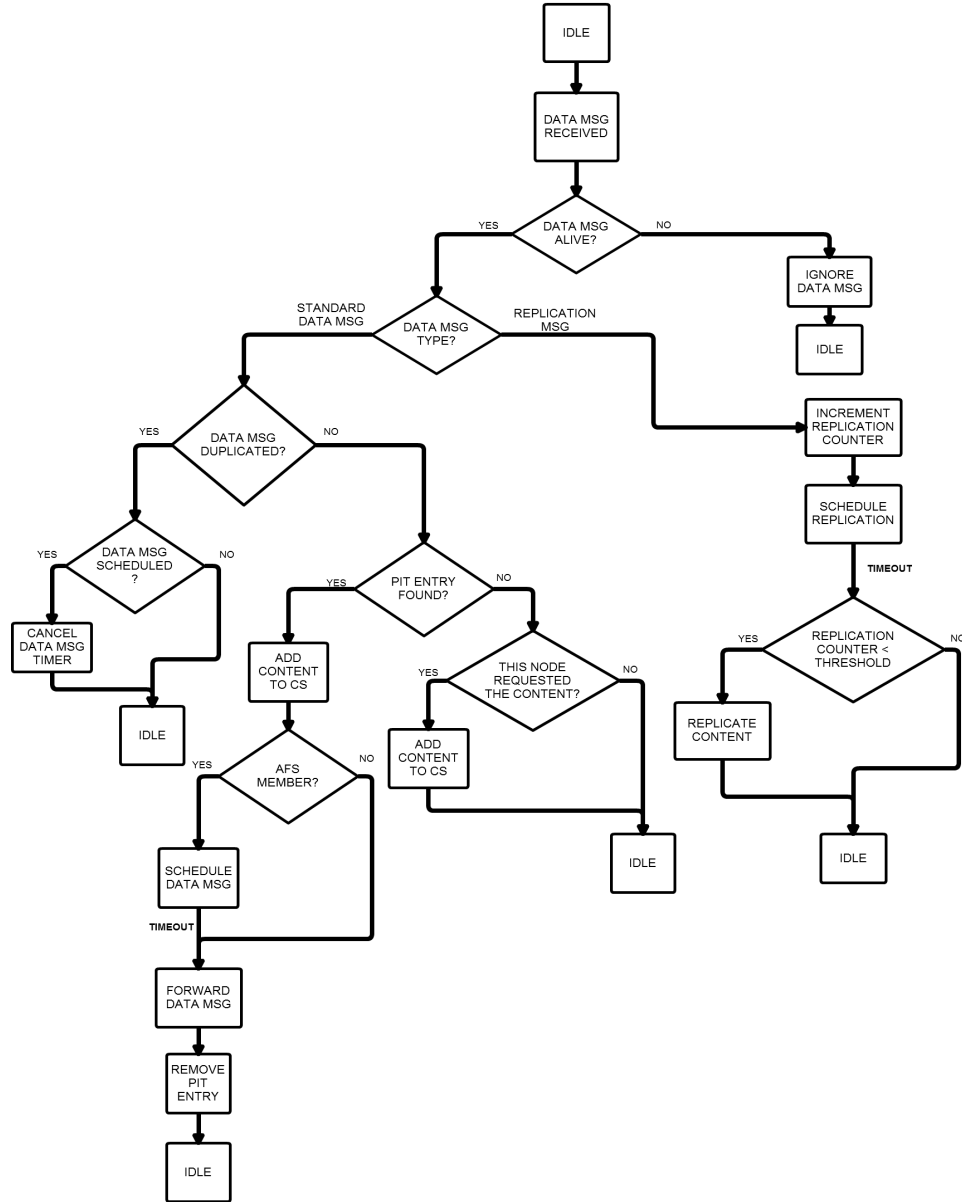 IDLE
DATA MSG
RECEIVED
DATA MSG
ALIVE?
YES
NO
IGNORE
DATA MSG
IDLE
DATA MSG
TYPE?
STANDARD
DATA MSG
REPLICATION
MSG
INCREMENT
REPLICATION
COUNTER
SCHEDULE
REPLICATION
TIMEOUT
REPLICATION
COUNTER <
THRESHOLD
YES
NO
REPLICATE
CONTENT
IDLE
DATA MSG
DUPLICATED?
YES
NO
DATA MSG
SCHEDULED
?
YES
NO
CANCEL
DATA MSG
TIMER
IDLE
PIT ENTRY
FOUND?
YES
NO
ADD
CONTENT
TO CS
THIS NODE
REQUESTED
THE CONTENT?
YES
NO
ADD
CONTENT
TO CS
IDLE
AFS
MEMBER?
YES
NO
SCHEDULE
DATA MSG
TIMEOUT
FORWARD
DATA MSG
REMOVE
PIT
ENTRY
IDLE